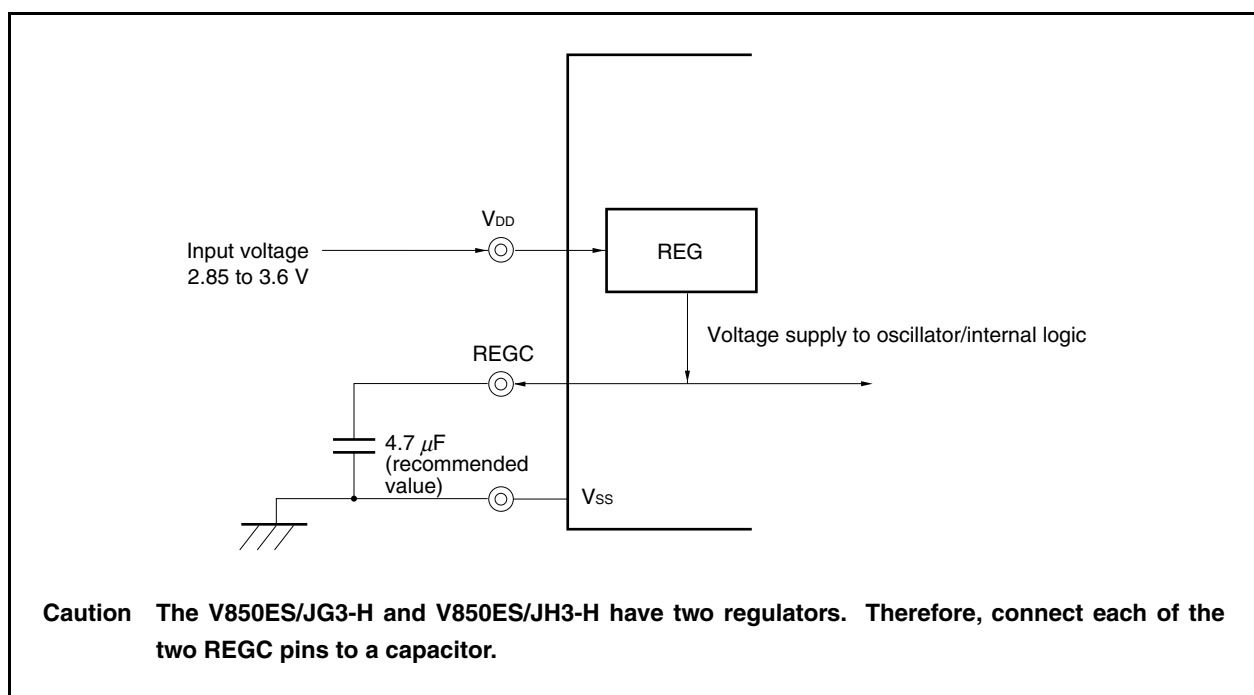 VDD
Input voltage
2.85 to 3.6 V
REG
Voltage supply to oscillator/internal logic
REGC
4.7 μF
(recommended
value)
VSS
Caution The V850ES/JG3-H and V850ES/JH3-H have two regulators. Therefore, connect each of the
two REGC pins to a capacitor.